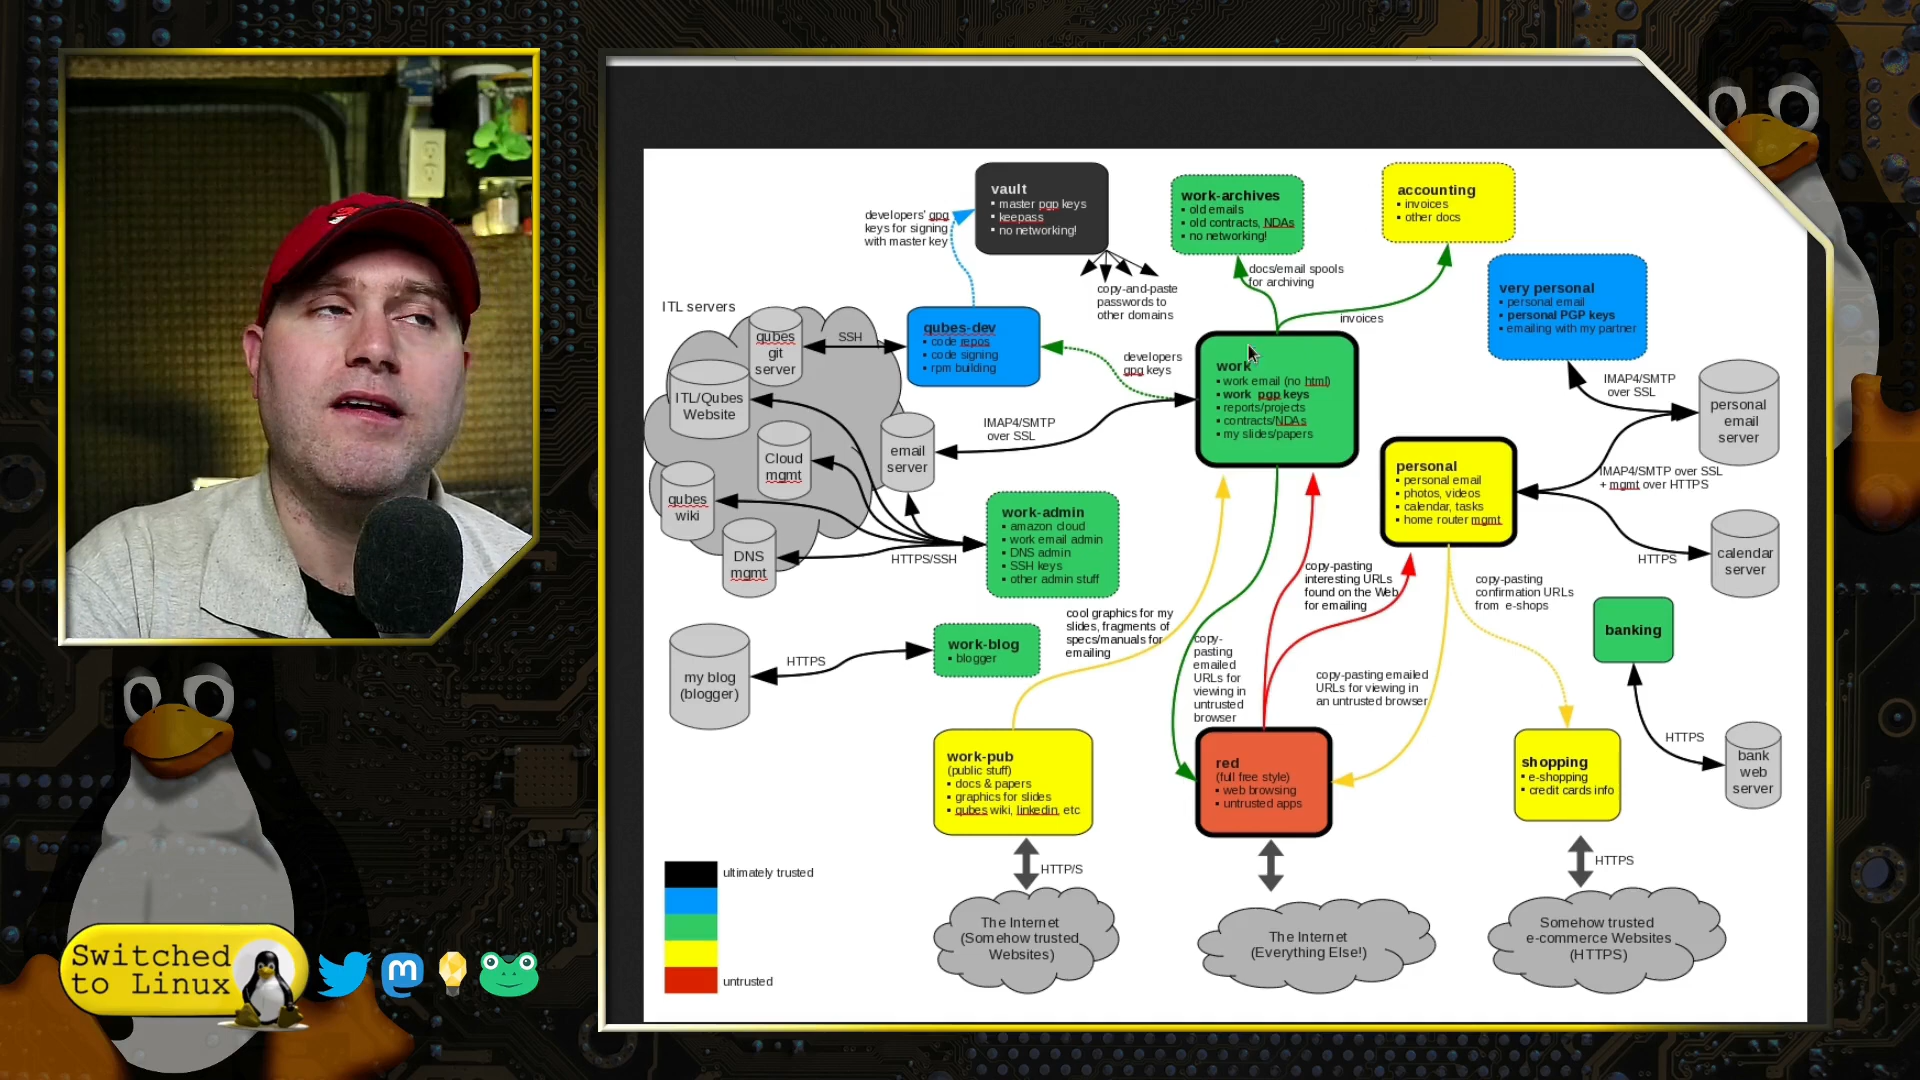 vault
▪ master pgp keys
▪ keepass
▪ no networking!
work-archives
▪ old emails
▪ old contracts, NDAs
▪ no networking!
accounting
▪ invoices
▪ other docs
developers' gpg
keys for signing
with master key
docs/email spools
for archiving
copy-and-paste
passwords to
other domains
invoices
very personal
▪ personal email
▪ personal PGP keys
▪ emailing with my partner
ITL servers
qubes
git
server
SSH
qubes-dev
▪ code repos
▪ code signing
▪ rpm building
developers
gpg keys
work
▪ work email (no html)
▪ work pgp keys
▪ reports/projects
▪ contracts/NDAs
▪ my slides/papers
IMAP4/SMTP
over SSL
personal
email
server
ITL/Qubes
Website
IMAP4/SMTP
over SSL
email
server
Cloud
mgmt
qubes
wiki
DNS
mgmt
HTTPS/SSH
work-admin
▪ amazon cloud
▪ work email admin
▪ DNS admin
▪ SSH keys
▪ other admin stuff
personal
▪ personal email
▪ photos, videos
▪ calendar, tasks
▪ home router mgmt
IMAP4/SMTP over SSL
+ mgmt over HTTPS
HTTPS
calendar
server
copy-pasting
interesting URLs
found on the Web
for emailing
copy-pasting
confirmation URLs
from e-shops
cool graphics for my
slides, fragments of
specs/manuals for
emailing
banking
my blog
(blogger)
HTTPS
work-blog
▪ blogger
copy-
pasting
emailed
URLs for
viewing in
untrusted
browser
copy-pasting emailed
URLs for viewing in
an untrusted browser
HTTPS
bank
web
server
work-pub
(public stuff)
▪ docs & papers
▪ graphics for slides
▪ qubes wiki, linkedin, etc
red
(full free style)
▪ web browsing
▪ untrusted apps
shopping
▪ e-shopping
▪ credit cards info
HTTP/S
HTTPS
ultimately trusted
untrusted
The Internet
(Somehow trusted
Websites)
The Internet
(Everything Else!)
Somehow trusted
e-commerce Websites
(HTTPS)
Switched
to Linux